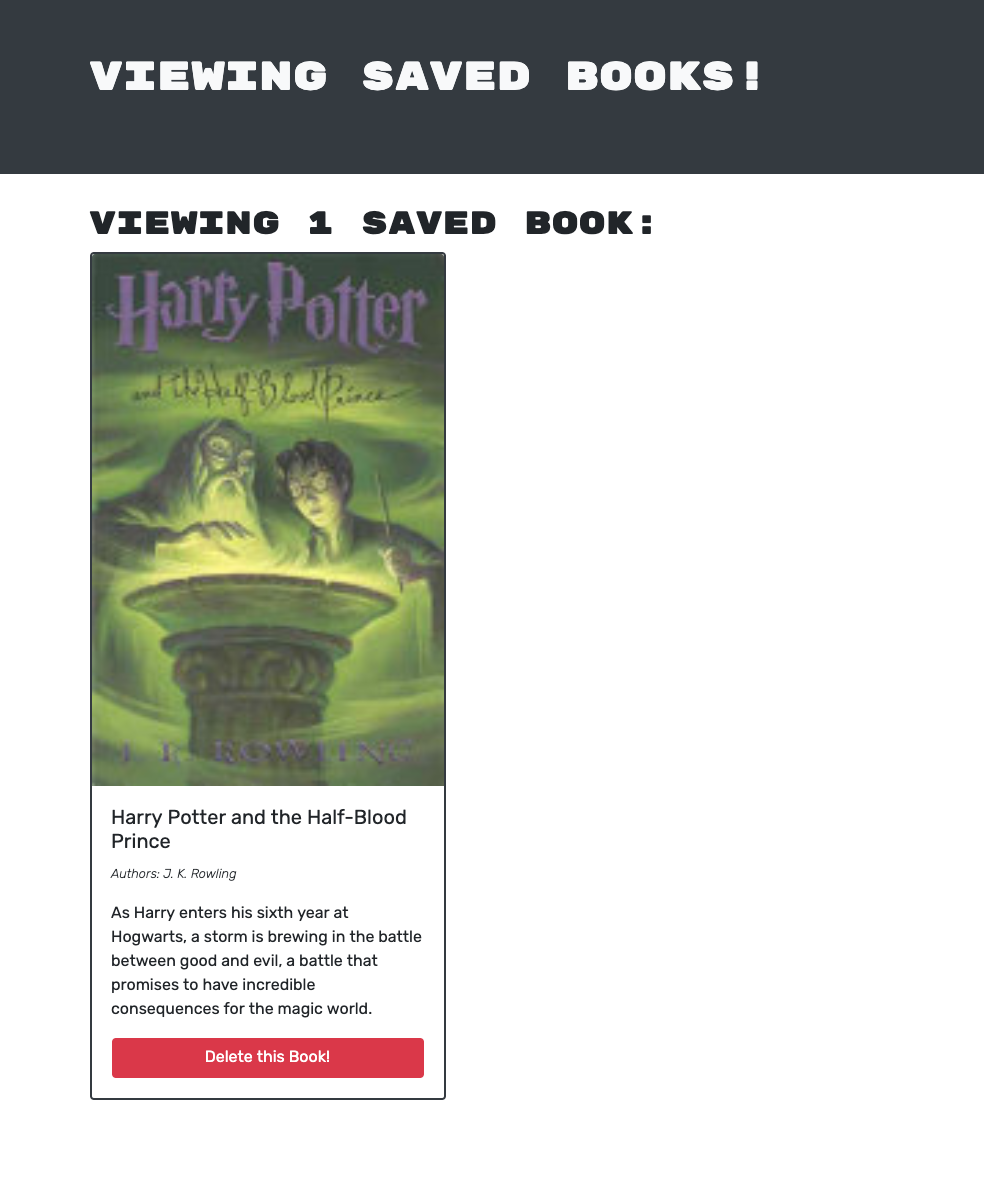 VIEWING SAVED BOOKS!
VIEWING 1 SAVED BOOK:
Harry Potter
and the Half-Blood Prince
J. K. ROWLING
Harry Potter and the Half-Blood
Prince
Authors: J. K. Rowling
As Harry enters his sixth year at
Hogwarts, a storm is brewing in the battle
between good and evil, a battle that
promises to have incredible
consequences for the magic world.
Delete this Book!